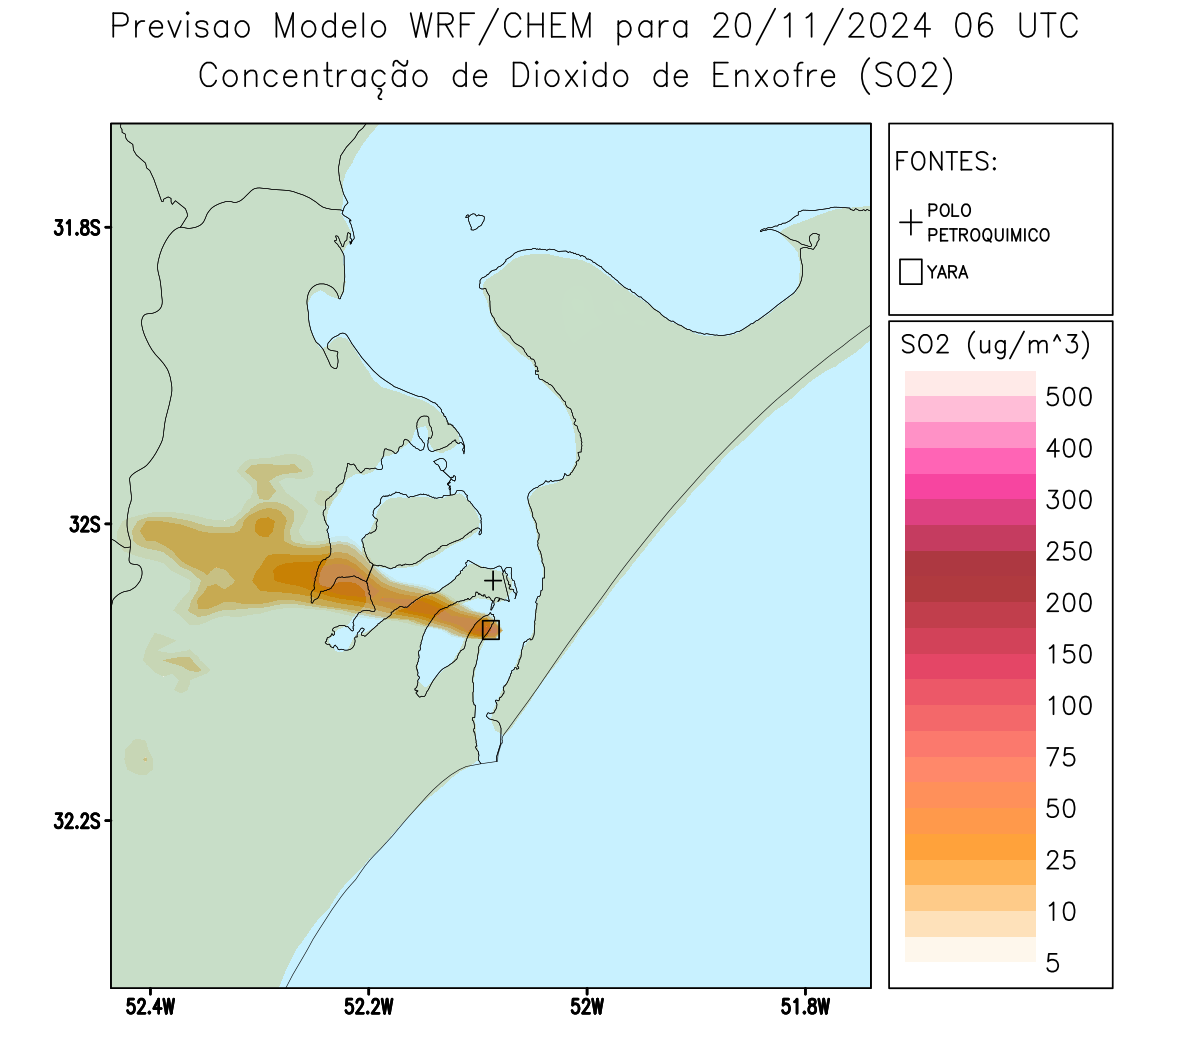 Previsao Modelo WRF/CHEM para 20/11/2024 06 UTC
Concentração de Dioxido de Enxofre (SO2)
FONTES:
POLO
PETROQUIMICO
YARA
SO2 (ug/m^3)
500
400
300
250
200
150
100
75
50
25
10
5
31.8S
32S
32.2S
52.4W
52.2W
52W
51.8W